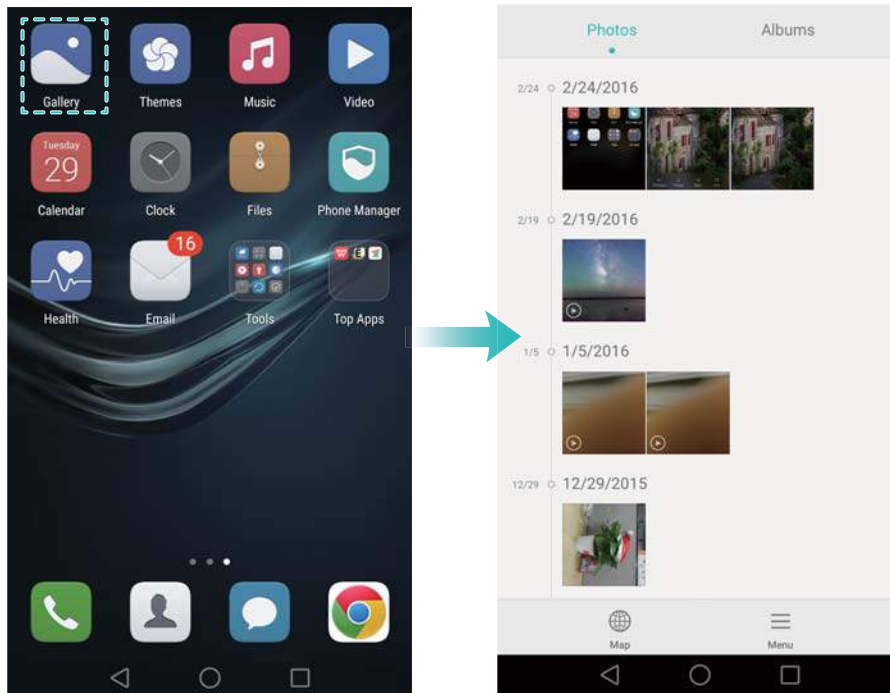 Gallery Themes Music Video
Tuesday
29
Calendar Clock Files Phone Manager
16
Health Email Tools Top Apps
Photos Albums
2/24 2/24/2016
2/19 2/19/2016
1/5 1/5/2016
12/29 12/29/2015
Map Menu